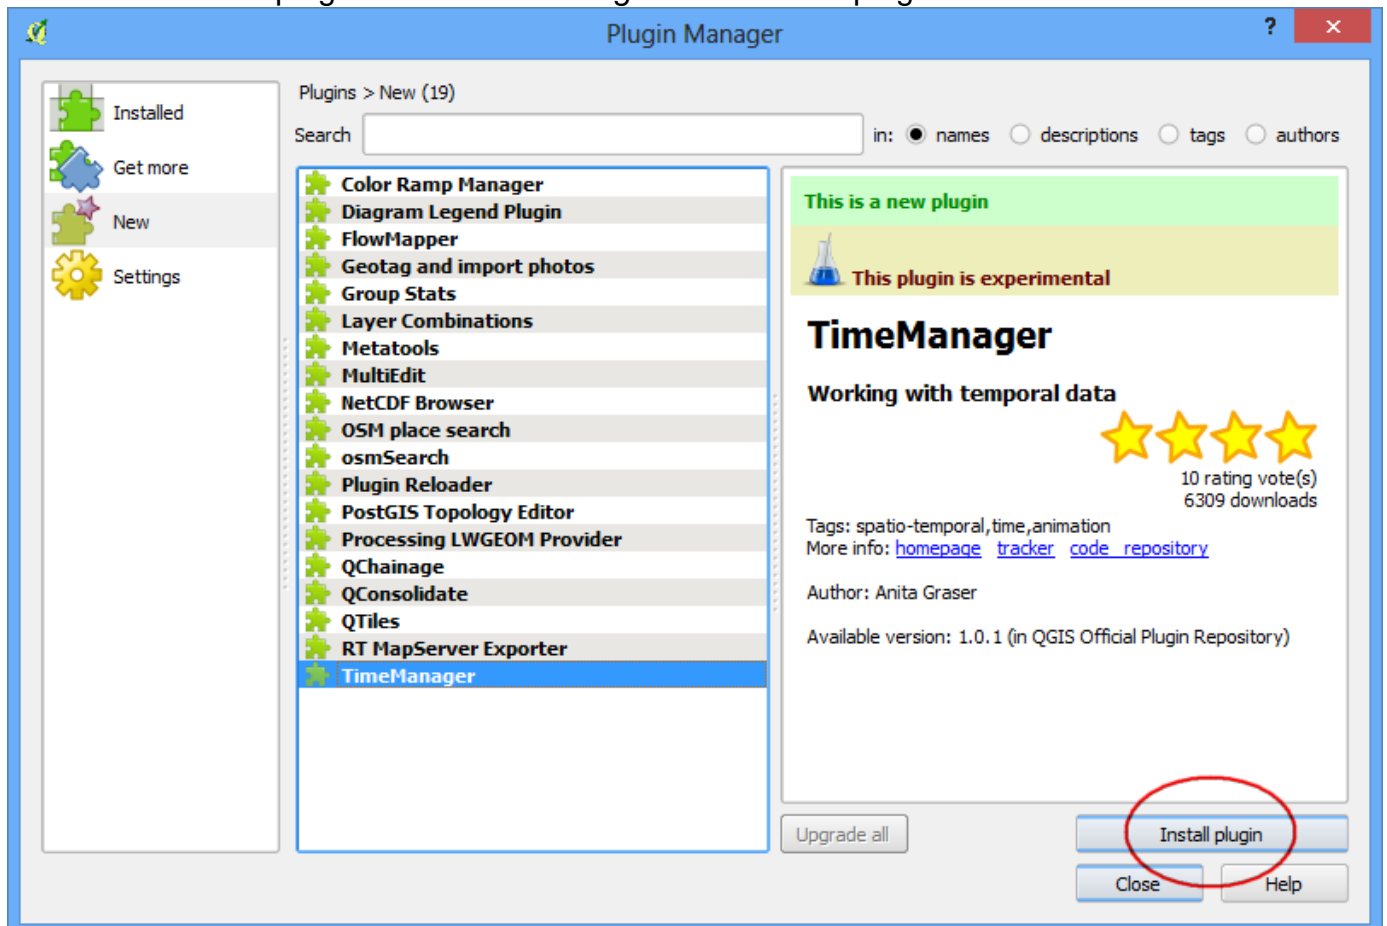 Plugin Manager
?
Plugins > New (19)
Installed
Get more
New
Settings
Search
in: names descriptions tags authors
Color Ramp Manager
Diagram Legend Plugin
FlowMapper
Geotag and import photos
Group Stats
Layer Combinations
Metatools
MultiEdit
NetCDF Browser
OSM place search
osmSearch
Plugin Reloader
PostGIS Topology Editor
Processing LWGEOM Provider
QChainage
QConsolidate
QTiles
RT MapServer Exporter
TimeManager
This is a new plugin
This plugin is experimental
TimeManager
Working with temporal data
10 rating vote(s)
6309 downloads
Tags: spatio-temporal,time,animation
More info: homepage tracker code_repository
Author: Anita Graser
Available version: 1.0.1 (in QGIS Official Plugin Repository)
Upgrade all
Install plugin
Close
Help